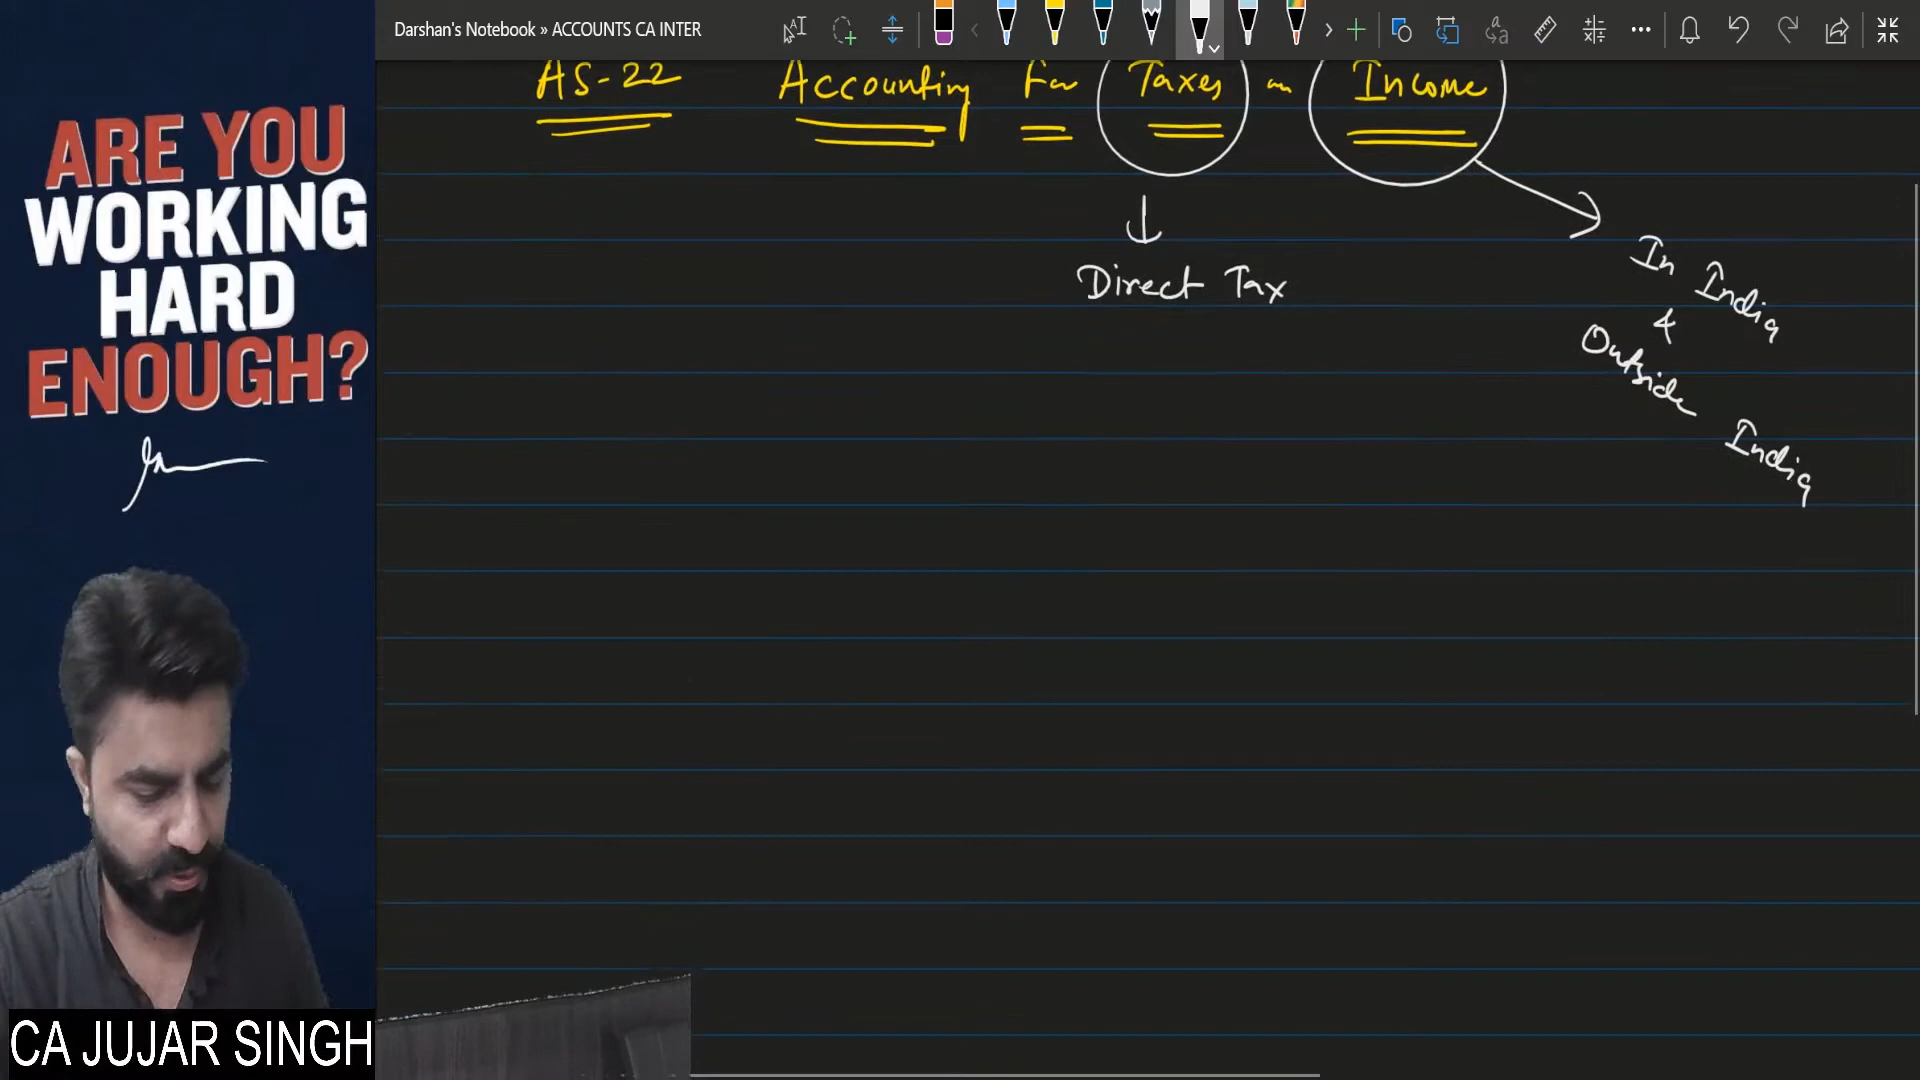 Darshan's Notebook » ACCOUNTS CA INTER
AS-22 Accounting For Taxes on Income
ARE YOU
WORKING
HARD
ENOUGH?
Direct Tax
In India
&
Outside India
CA JUJAR SINGH